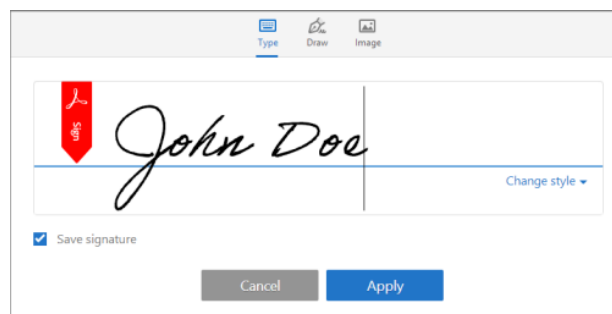 Type Draw Image
Sign
John Doe
Change style
Save signature
Cancel Apply